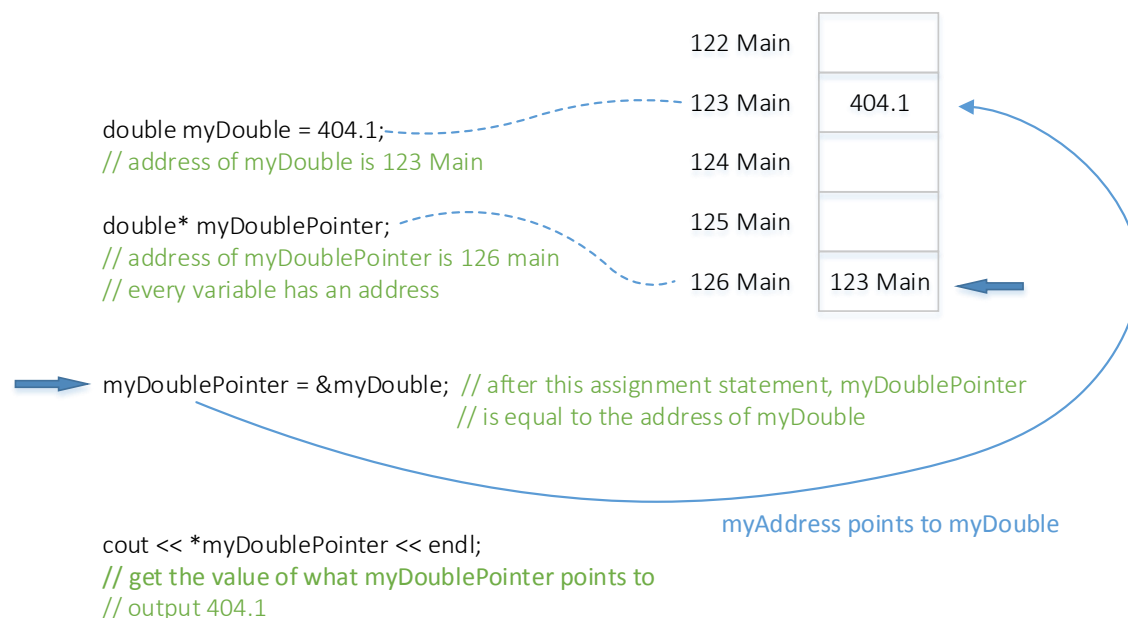 122 Main
123 Main 404.1
double myDouble = 404.1;
// address of myDouble is 123 Main
124 Main
double* myDoublePointer;
125 Main
// address of myDoublePointer is 126 main
// every variable has an address
126 Main 123 Main
myDoublePointer = &myDouble; // after this assignment statement, myDoublePointer
// is equal to the address of myDouble
myAddress points to myDouble
cout << *myDoublePointer << endl;
// get the value of what myDoublePointer points to
// output 404.1